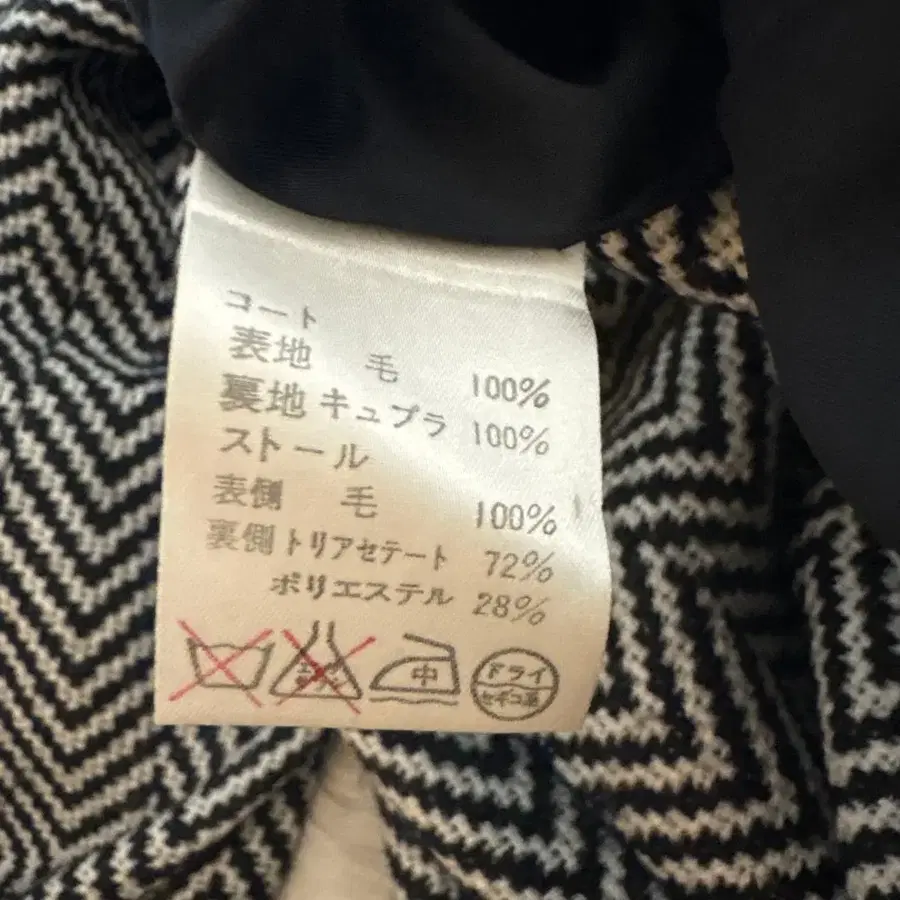 コート
表地 毛 100%
裏地 キュプラ 100%
ストール
表側 毛 100%
裏側 トリアセテート 72%
ポリエステル 28%
中
ドライ
セキユ系